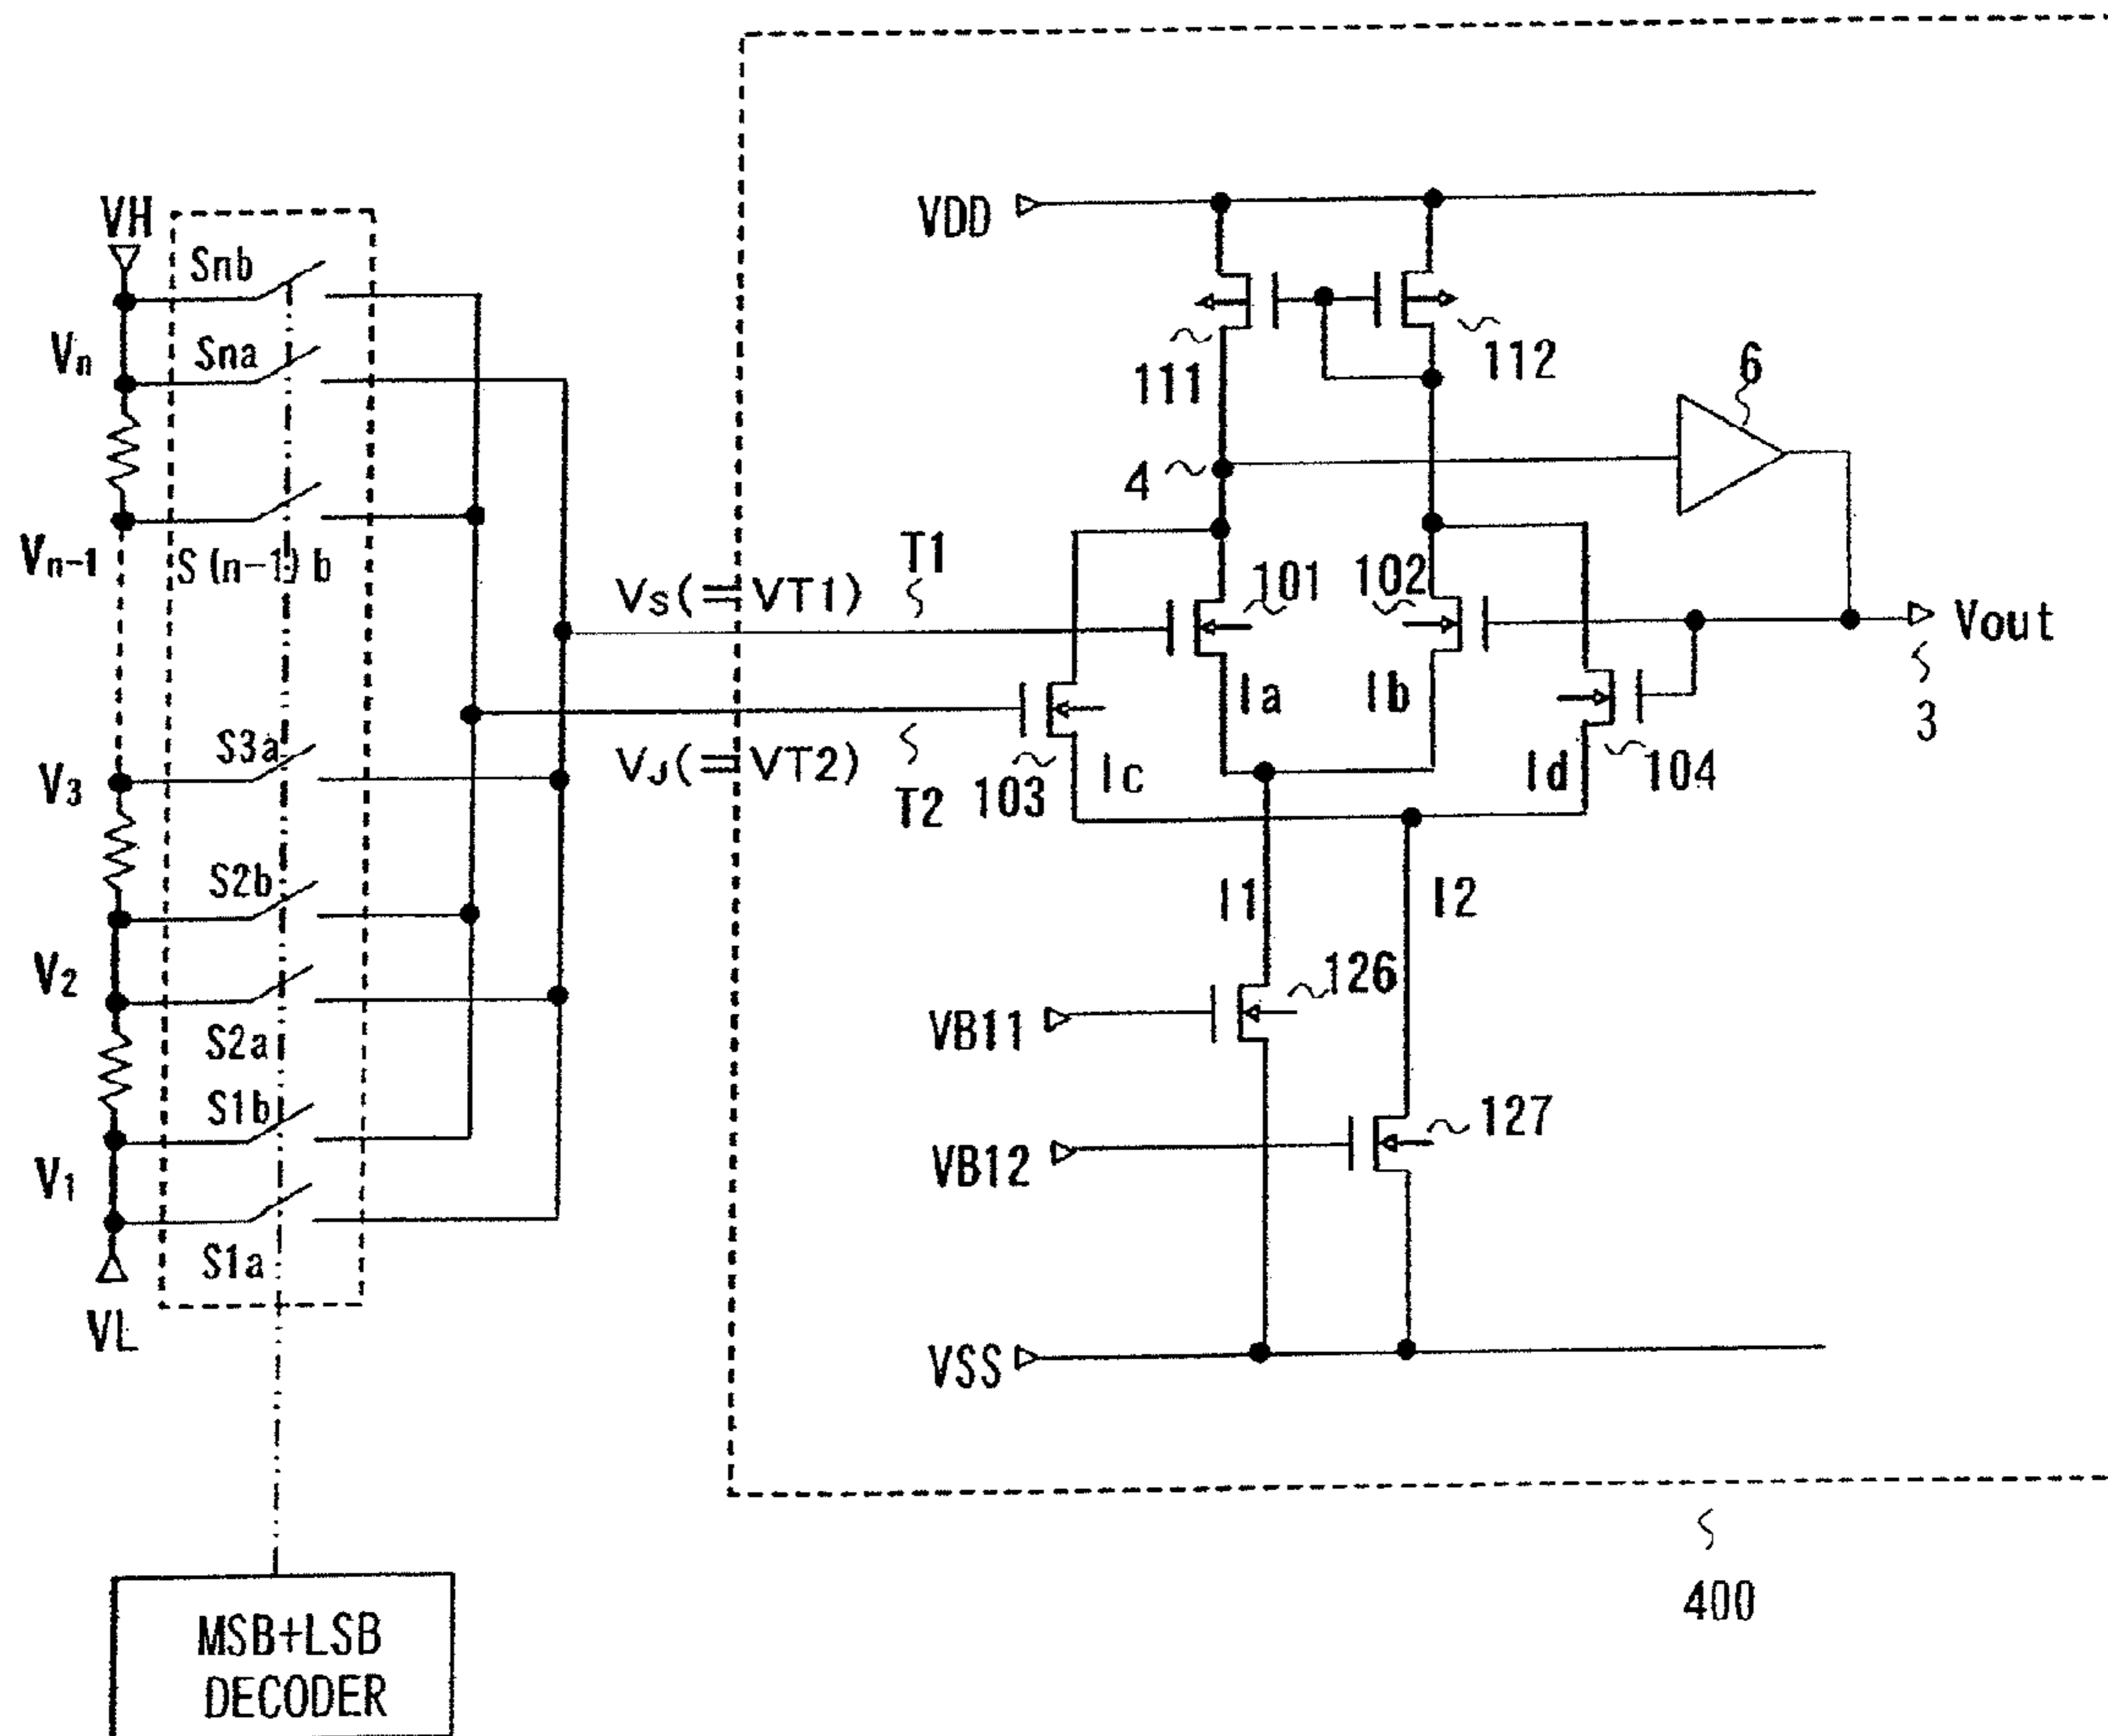 VH
Snb
Vn
Sna
Vn-1
S(n-1)b
V3
S3a
S2b
V2
S2a
S1b
V1
S1a
VL
MSB+LSB
DECODER
VS(=VT1)
T1
VJ(=VT2)
T2
VDD
111
112
4
6
101
102
Ia
Ib
103
Ic
Id
104
Vout
3
I1
I2
126
VB11
127
VB12
VSS
400